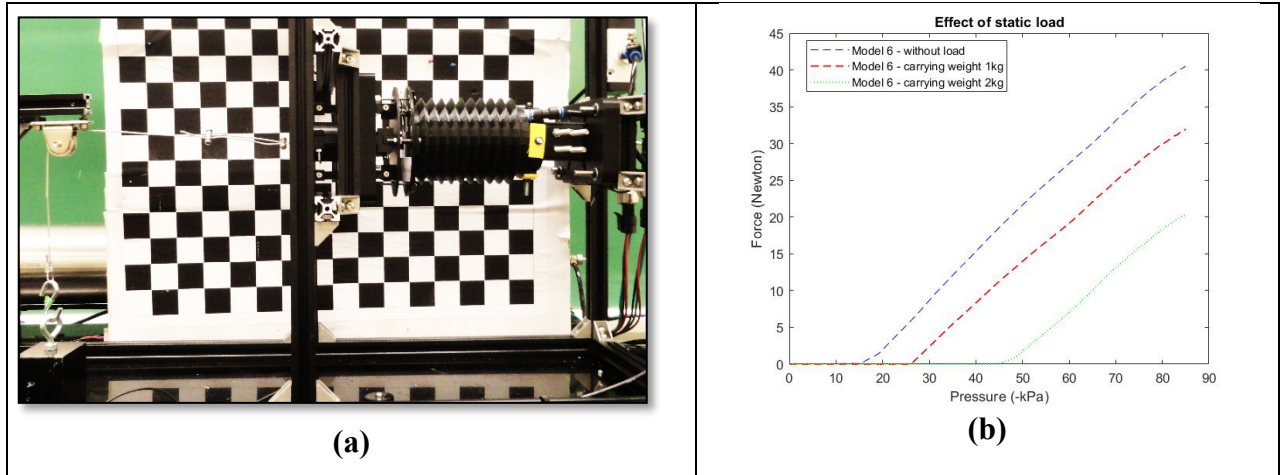 (a)
Effect of static load
Model 6 - without load
Model 6 - carrying weight 1kg
Model 6 - carrying weight 2kg
Force (Newton)
45
40
35
30
25
20
15
10
5
0
0 10 20 30 40 50 60 70 80 90
Pressure (-kPa)
(b)